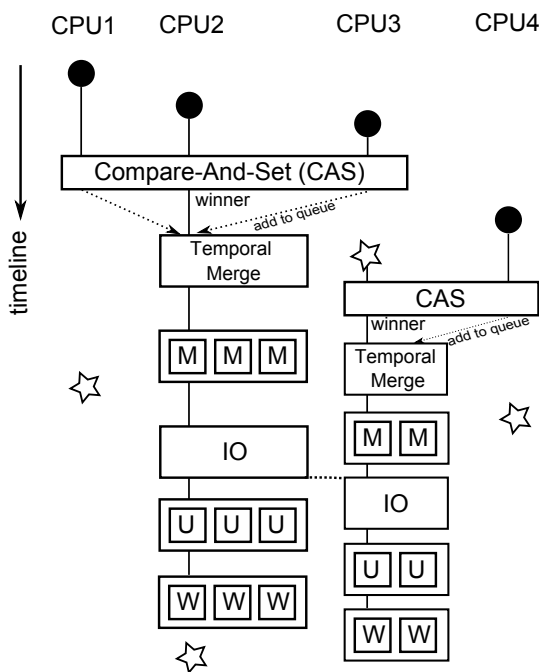 CPU1 CPU2 CPU3 CPU4
timeline
Compare-And-Set (CAS)
winner
add to queue
Temporal
Merge
CAS
winner
add to queue
Temporal
Merge
M M M
M M
IO
IO
U U U
U U
W W W
W W